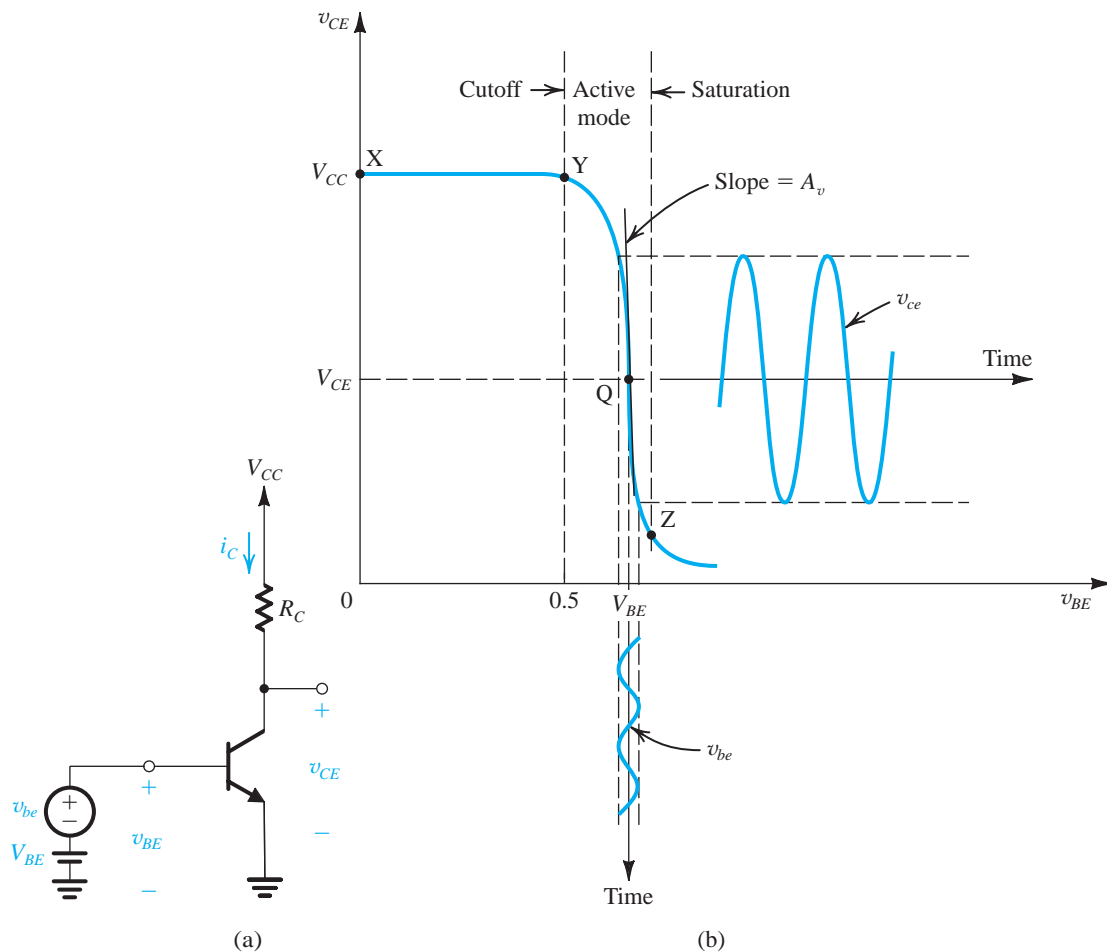 v_CE
Cutoff
Active
mode
Saturation
X
Y
V_CC
Slope = A_v
v_ce
Time
V_CE
Q
Z
0
0.5
V_BE
v_BE
v_be
Time
(b)
V_CC
i_C
R_C
+
v_CE
−
+
−
v_be
V_BE
+
v_BE
−
(a)